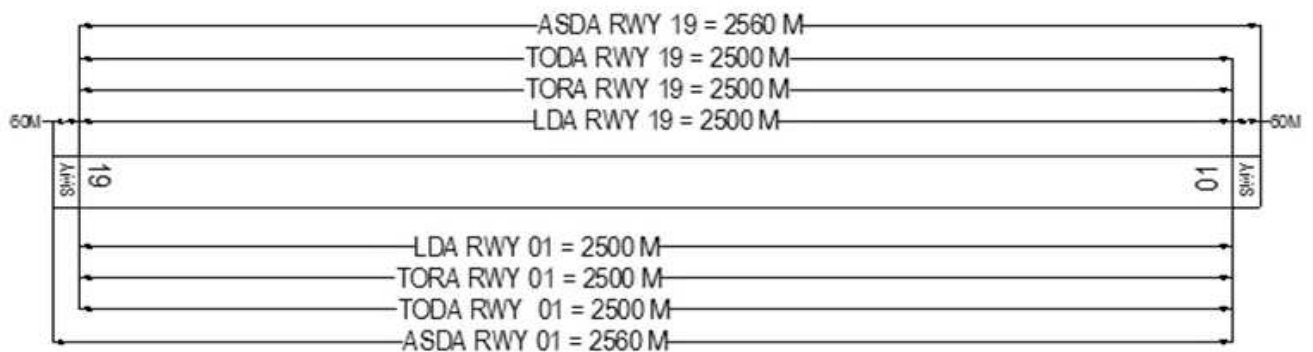 ASDA RWY 19 = 2560 M
TODA RWY 19 = 2500 M
TORA RWY 19 = 2500 M
60M LDA RWY 19 = 2500 M 60M
SWY 19 01 SWY
LDA RWY 01 = 2500 M
TORA RWY 01 = 2500 M
TODA RWY 01 = 2500 M
ASDA RWY 01 = 2560 M